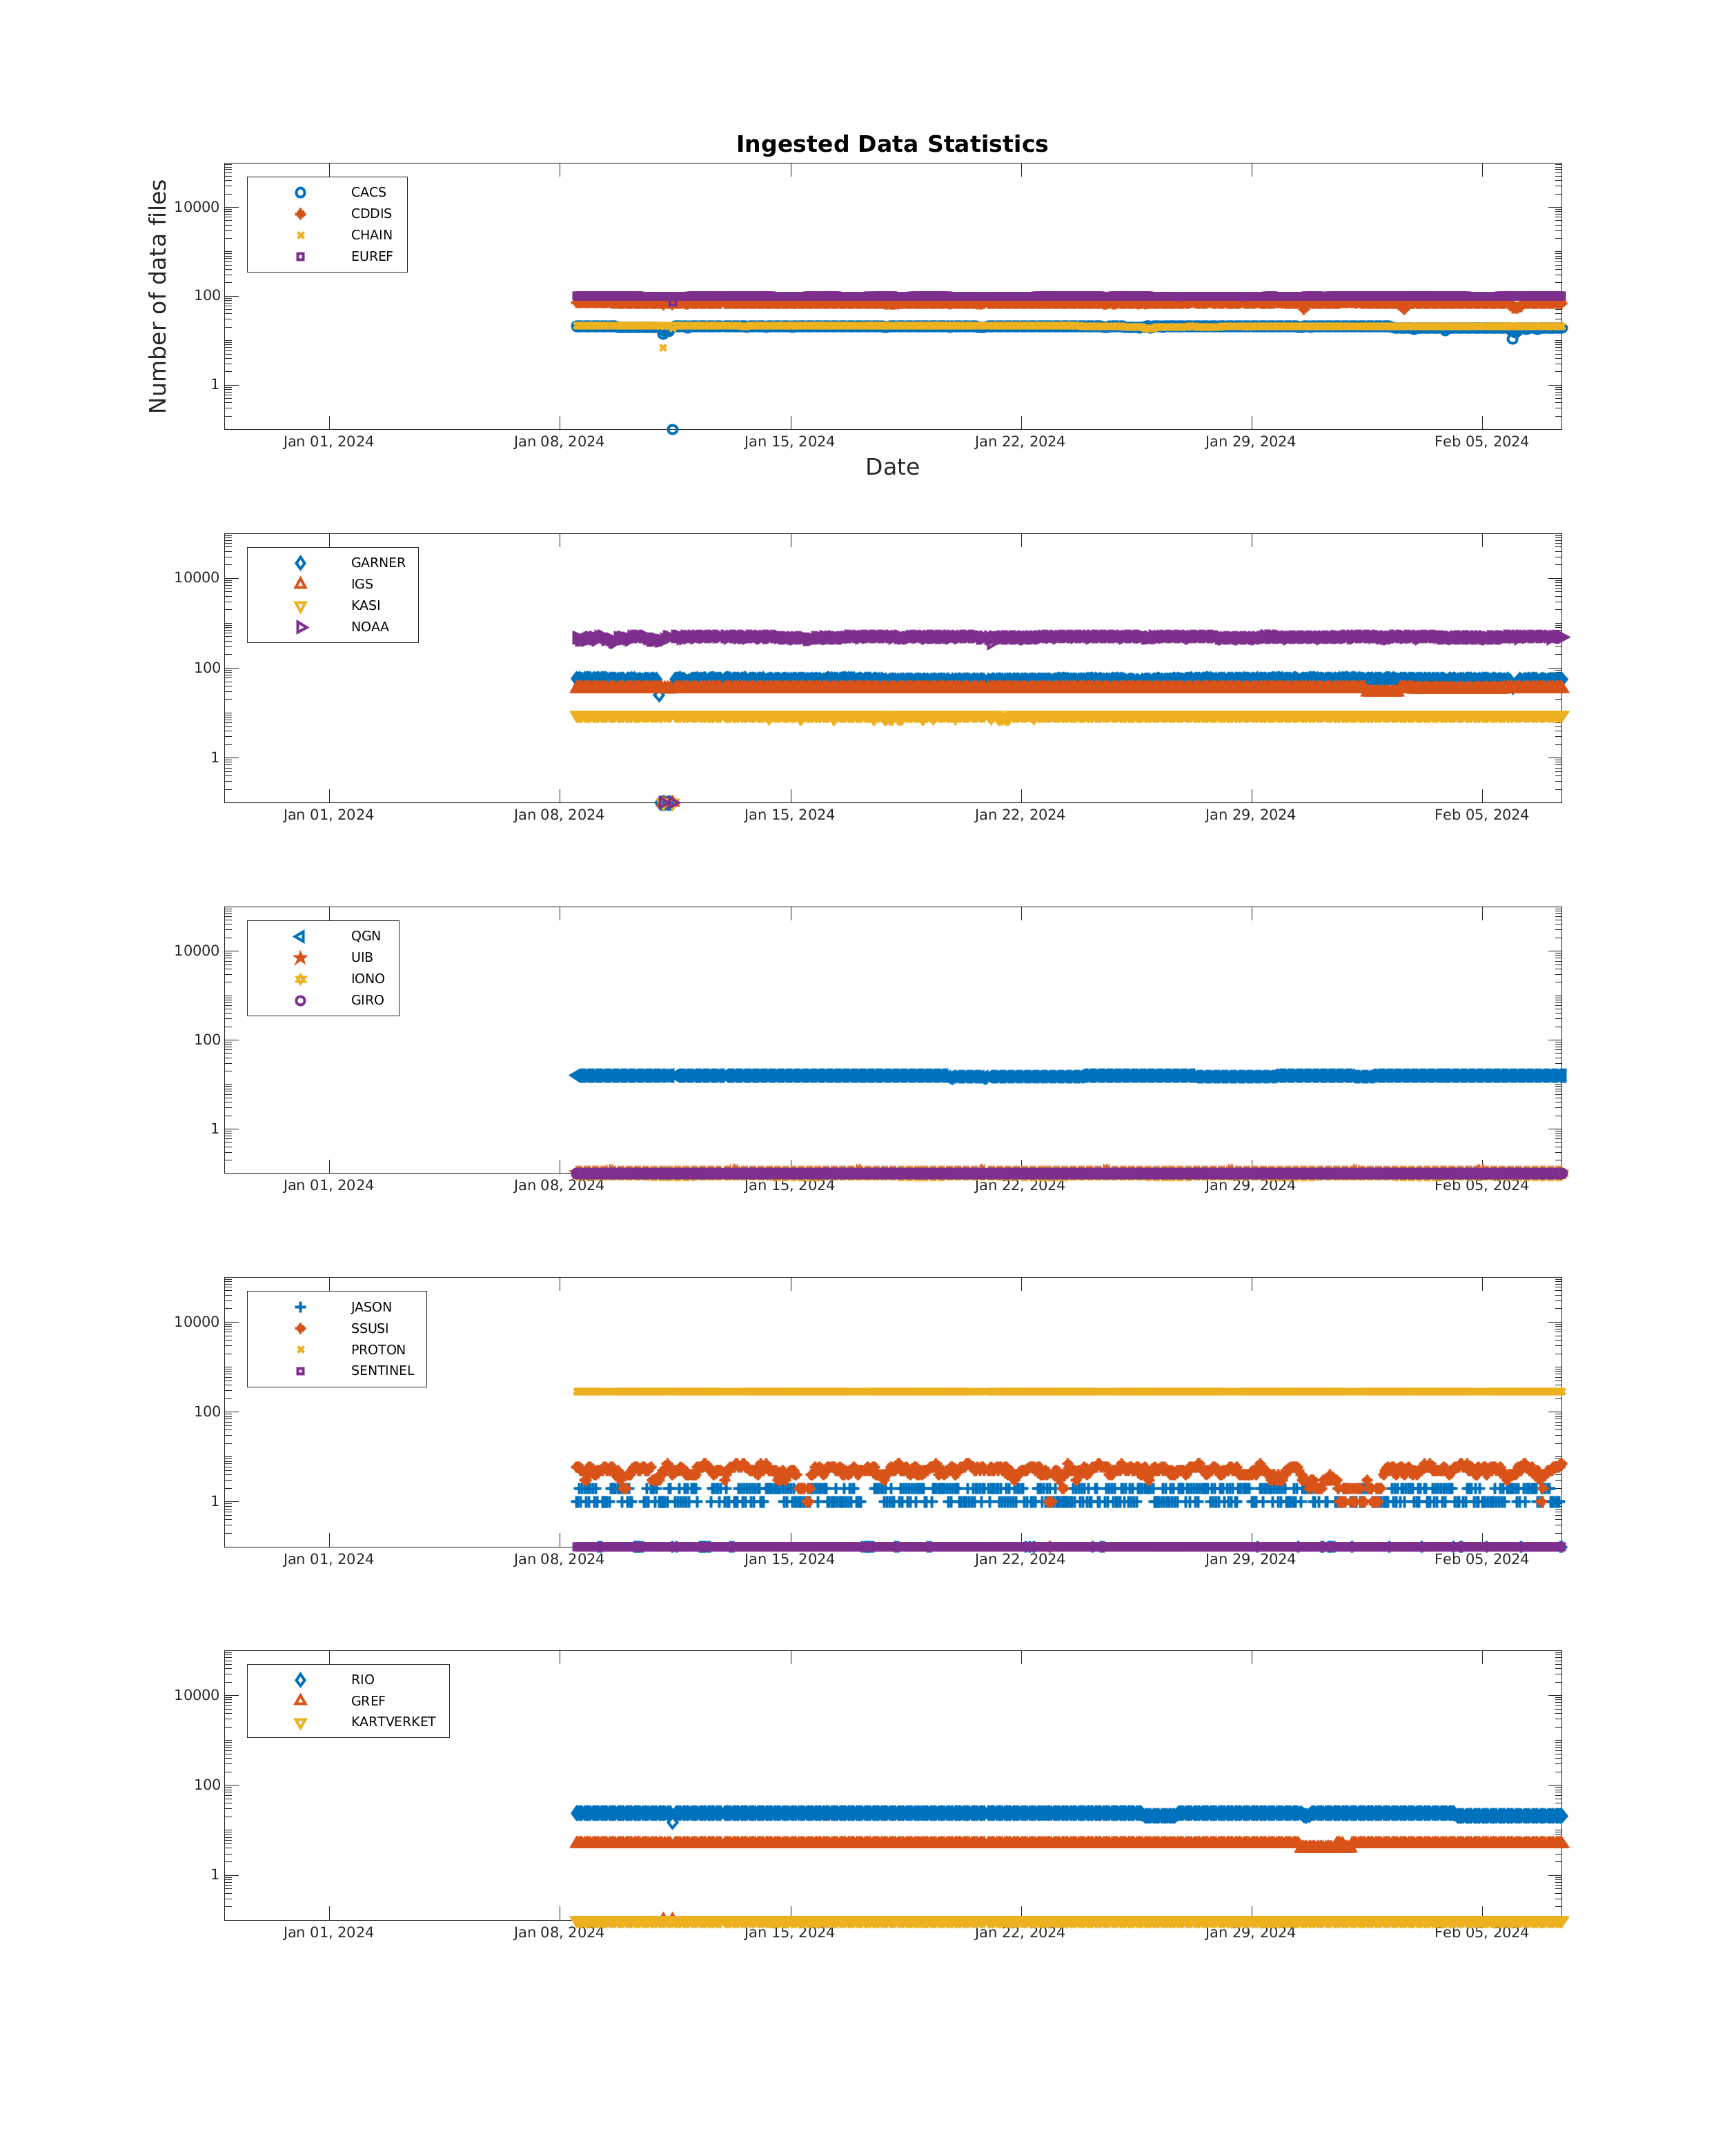 Ingested Data Statistics
Number of data files
10000
100
1
CACS
CDDIS
CHAIN
EUREF
Jan 01, 2024 Jan 08, 2024 Jan 15, 2024 Jan 22, 2024 Jan 29, 2024 Feb 05, 2024
Date
10000
100
1
GARNER
IGS
KASI
NOAA
Jan 01, 2024 Jan 08, 2024 Jan 15, 2024 Jan 22, 2024 Jan 29, 2024 Feb 05, 2024
10000
100
1
QGN
UIB
IONO
GIRO
Jan 01, 2024 Jan 08, 2024 Jan 15, 2024 Jan 22, 2024 Jan 29, 2024 Feb 05, 2024
10000
100
1
JASON
SSUSI
PROTON
SENTINEL
Jan 01, 2024 Jan 08, 2024 Jan 15, 2024 Jan 22, 2024 Jan 29, 2024 Feb 05, 2024
10000
100
1
RIO
GREF
KARTVERKET
Jan 01, 2024 Jan 08, 2024 Jan 15, 2024 Jan 22, 2024 Jan 29, 2024 Feb 05, 2024